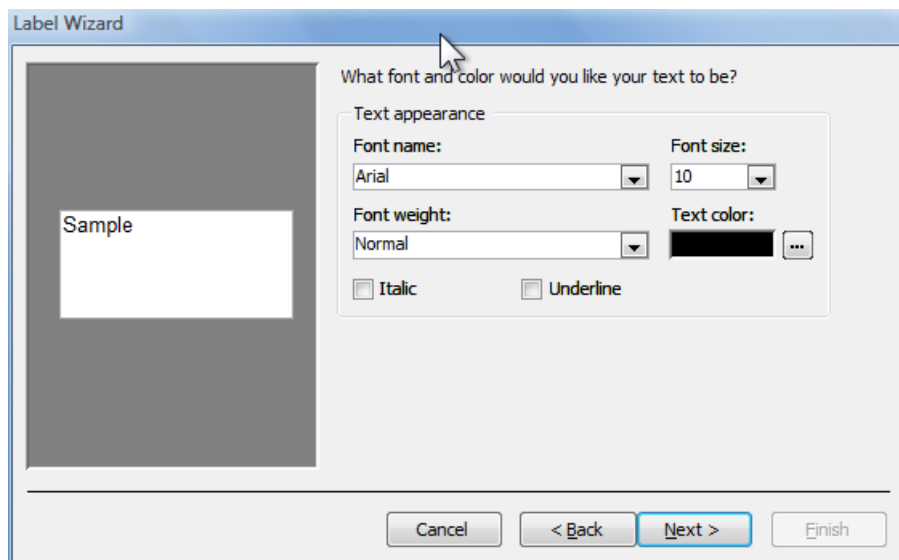 Label Wizard
What font and color would you like your text to be?
Text appearance
Font name: Font size:
Arial 10
Sample
Font weight: Text color:
Normal ...
Italic Underline
Cancel < Back Next > Finish